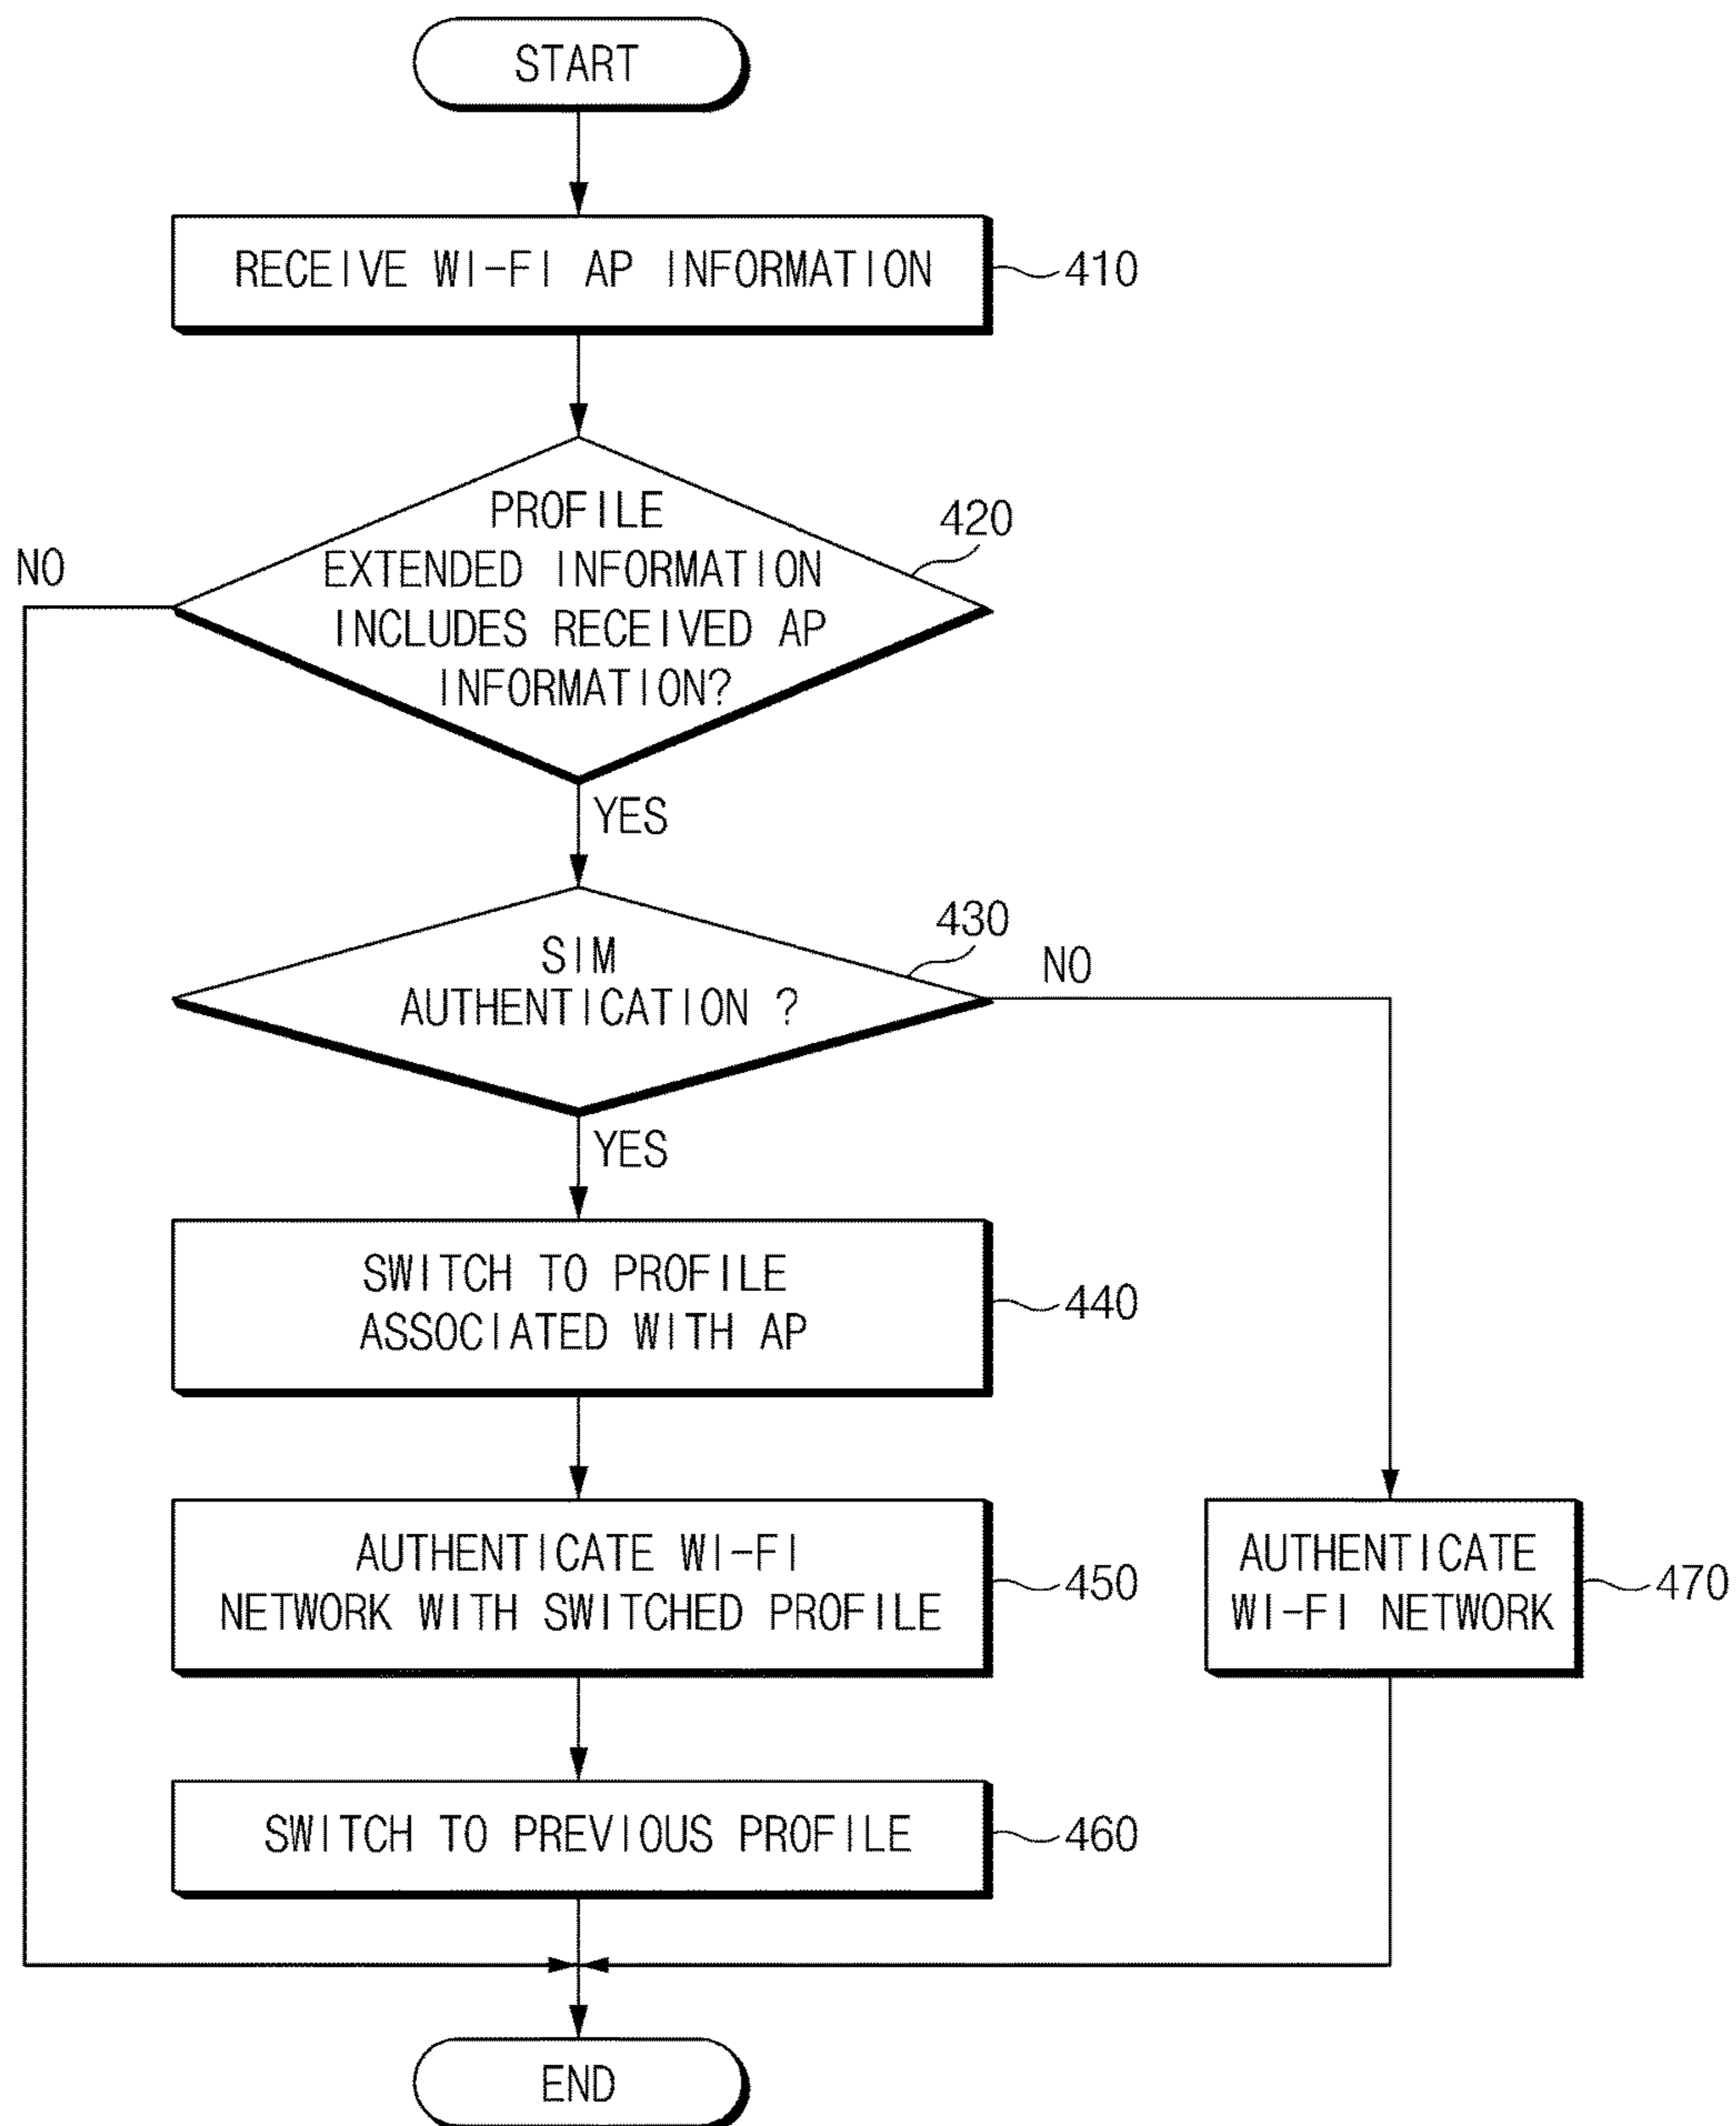 START
RECEIVE WI-FI AP INFORMATION
410
PROFILE
EXTENDED INFORMATION
INCLUDES RECEIVED AP
INFORMATION?
420
NO
YES
SIM
AUTHENTICATION ?
430
NO
YES
SWITCH TO PROFILE
ASSOCIATED WITH AP
440
AUTHENTICATE WI-FI
NETWORK WITH SWITCHED PROFILE
450
AUTHENTICATE
WI-FI NETWORK
470
SWITCH TO PREVIOUS PROFILE
460
END